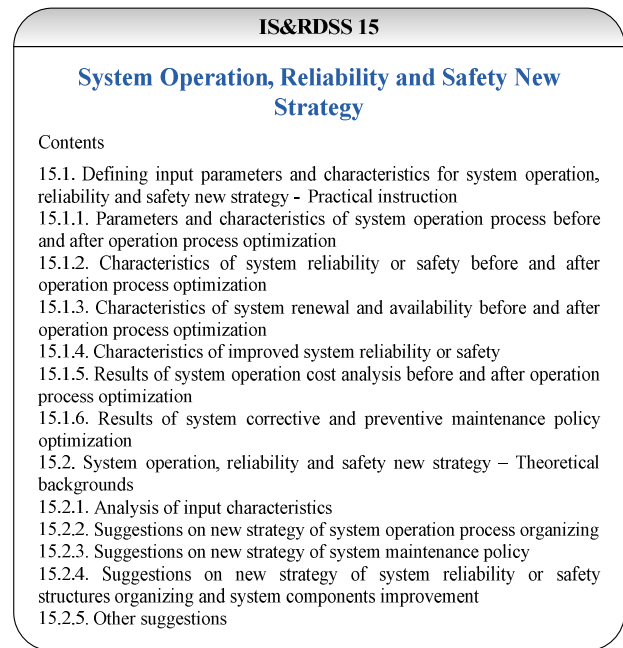 IS&RDSS 15
System Operation, Reliability and Safety New
Strategy
Contents
15.1. Defining input parameters and characteristics for system operation,
reliability and safety new strategy - Practical instruction
15.1.1. Parameters and characteristics of system operation process before
and after operation process optimization
15.1.2. Characteristics of system reliability or safety before and after
operation process optimization
15.1.3. Characteristics of system renewal and availability before and after
operation process optimization
15.1.4. Characteristics of improved system reliability or safety
15.1.5. Results of system operation cost analysis before and after operation
process optimization
15.1.6. Results of system corrective and preventive maintenance policy
optimization
15.2. System operation, reliability and safety new strategy – Theoretical
backgrounds
15.2.1. Analysis of input characteristics
15.2.2. Suggestions on new strategy of system operation process organizing
15.2.3. Suggestions on new strategy of system maintenance policy
15.2.4. Suggestions on new strategy of system reliability or safety
structures organizing and system components improvement
15.2.5. Other suggestions